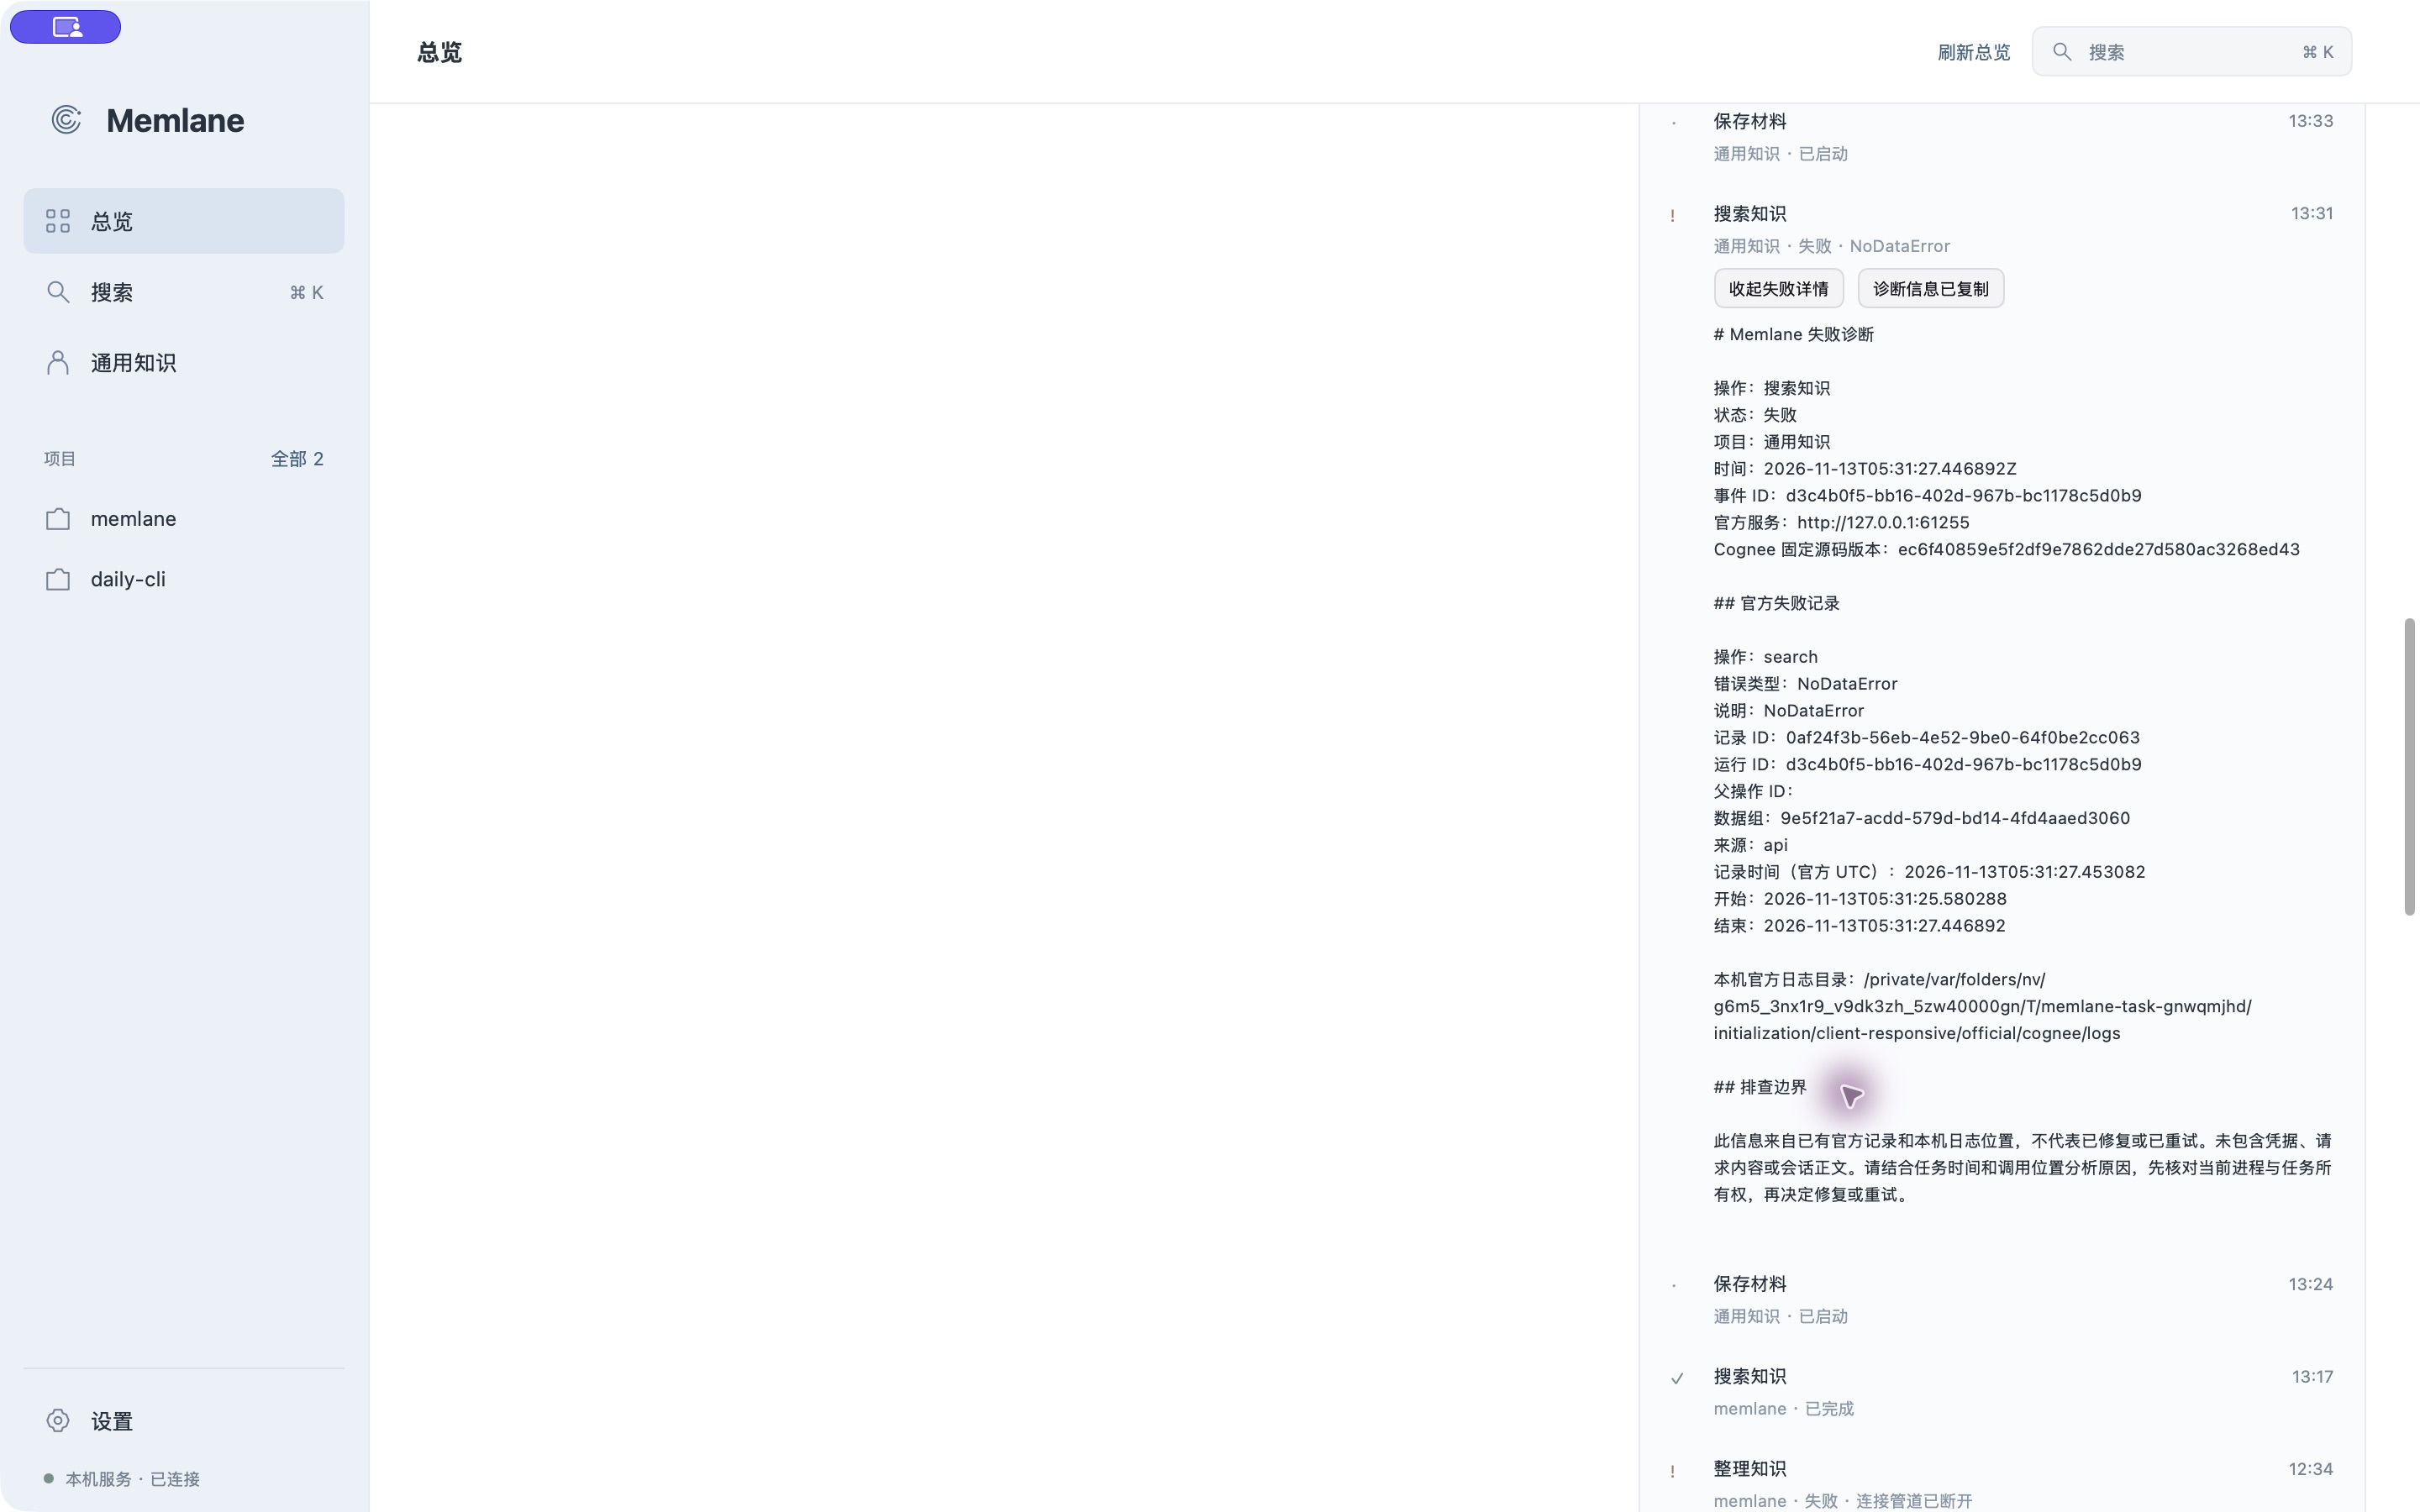 Memlane
总览
搜索 ⌘ K
通用知识
项目 全部 2
memlane
daily-cli
设置
本机服务 · 已连接
总览
刷新总览
搜索 ⌘ K
· 保存材料 13:33
通用知识 · 已启动
! 搜索知识 13:31
通用知识 · 失败 · NoDataError
收起失败详情 诊断信息已复制
# Memlane 失败诊断
操作：搜索知识
状态：失败
项目：通用知识
时间：2026-11-13T05:31:27.446892Z
事件 ID：d3c4b0f5-bb16-402d-967b-bc1178c5d0b9
官方服务：http://127.0.0.1:61255
Cognee 固定源码版本：ec6f40859e5f2df9e7862dde27d580ac3268ed43
## 官方失败记录
操作：search
错误类型：NoDataError
说明：NoDataError
记录 ID：0af24f3b-56eb-4e52-9be0-64f0be2cc063
运行 ID：d3c4b0f5-bb16-402d-967b-bc1178c5d0b9
父操作 ID：
数据组：9e5f21a7-acdd-579d-bd14-4fd4aaed3060
来源：api
记录时间（官方 UTC）：2026-11-13T05:31:27.453082
开始：2026-11-13T05:31:25.580288
结束：2026-11-13T05:31:27.446892
本机官方日志目录：/private/var/folders/nv/
g6m5_3nx1r9_v9dk3zh_5zw40000gn/T/memlane-task-gnwqmjhd/
initialization/client-responsive/official/cognee/logs
## 排查边界
此信息来自已有官方记录和本机日志位置，不代表已修复或已重试。未包含凭据、请
求内容或会话正文。请结合任务时间和调用位置分析原因，先核对当前进程与任务所
有权，再决定修复或重试。
· 保存材料 13:24
通用知识 · 已启动
✓ 搜索知识 13:17
memlane · 已完成
! 整理知识 12:34
memlane · 失败 · 连接管道已断开